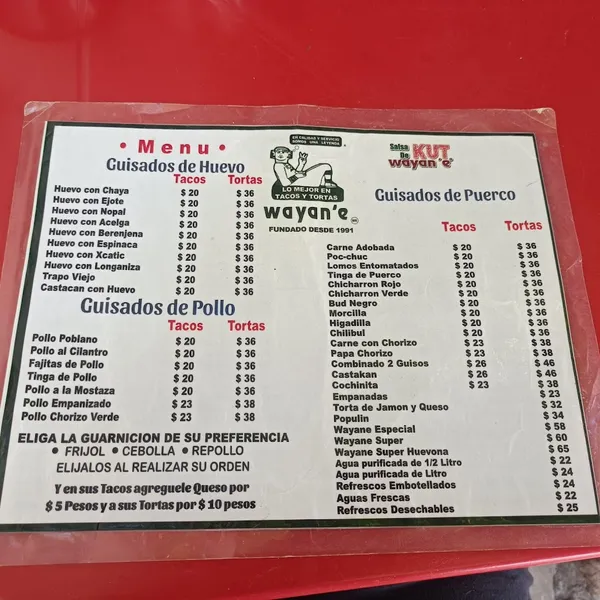 • Menu •
Guisados de Huevo
Tacos Tortas
Huevo con Chaya $ 20 $ 36
Huevo con Ejote $ 20 $ 36
Huevo con Nopal $ 20 $ 36
Huevo con Acelga $ 20 $ 36
Huevo con Berenjena $ 20 $ 36
Huevo con Espinaca $ 20 $ 36
Huevo con Xcatic $ 20 $ 36
Huevo con Longaniza $ 20 $ 36
Trapo Viejo $ 20 $ 36
Castacan con Huevo $ 20 $ 36
Guisados de Pollo
Tacos Tortas
Pollo Poblano $ 20 $ 36
Pollo al Cilantro $ 20 $ 36
Fajitas de Pollo $ 20 $ 36
Tinga de Pollo $ 20 $ 36
Pollo a la Mostaza $ 20 $ 36
Pollo Empanizado $ 23 $ 38
Pollo Chorizo Verde $ 23 $ 38
ELIGA LA GUARNICION DE SU PREFERENCIA
• FRIJOL • CEBOLLA • REPOLLO
ELIJALOS AL REALIZAR SU ORDEN
Y en sus Tacos agreguele Queso por
$ 5 Pesos y a sus Tortas por $ 10 pesos
EN CALIDAD Y SERVICIO
SOMOS UNA LEYENDA
LO MEJOR EN
TACOS Y TORTAS
wayan'e
FUNDADO DESDE 1991
Salsa
De KUT
wayan'e'
Guisados de Puerco
Tacos Tortas
Carne Adobada $ 20 $ 36
Poc-chuc $ 20 $ 36
Lomos Entomatados $ 20 $ 36
Tinga de Puerco $ 20 $ 36
Chicharron Rojo $ 20 $ 36
Chicharron Verde $ 20 $ 36
Bud Negro $ 20 $ 36
Morcilla $ 20 $ 36
Higadilla $ 20 $ 36
Chilibul $ 20 $ 36
Carne con Chorizo $ 23 $ 38
Papa Chorizo $ 23 $ 38
Combinado 2 Guisos $ 26 $ 46
Castakan $ 26 $ 46
Cochinita $ 23 $ 38
Empanadas $ 23
Torta de Jamon y Queso $ 32
Populin $ 34
Wayane Especial $ 58
Wayane Super $ 60
Wayane Super Huevona $ 65
Agua purificada de 1/2 Litro $ 22
Agua purificada de Litro $ 24
Refrescos Embotellados $ 24
Aguas Frescas $ 22
Refrescos Desechables $ 25